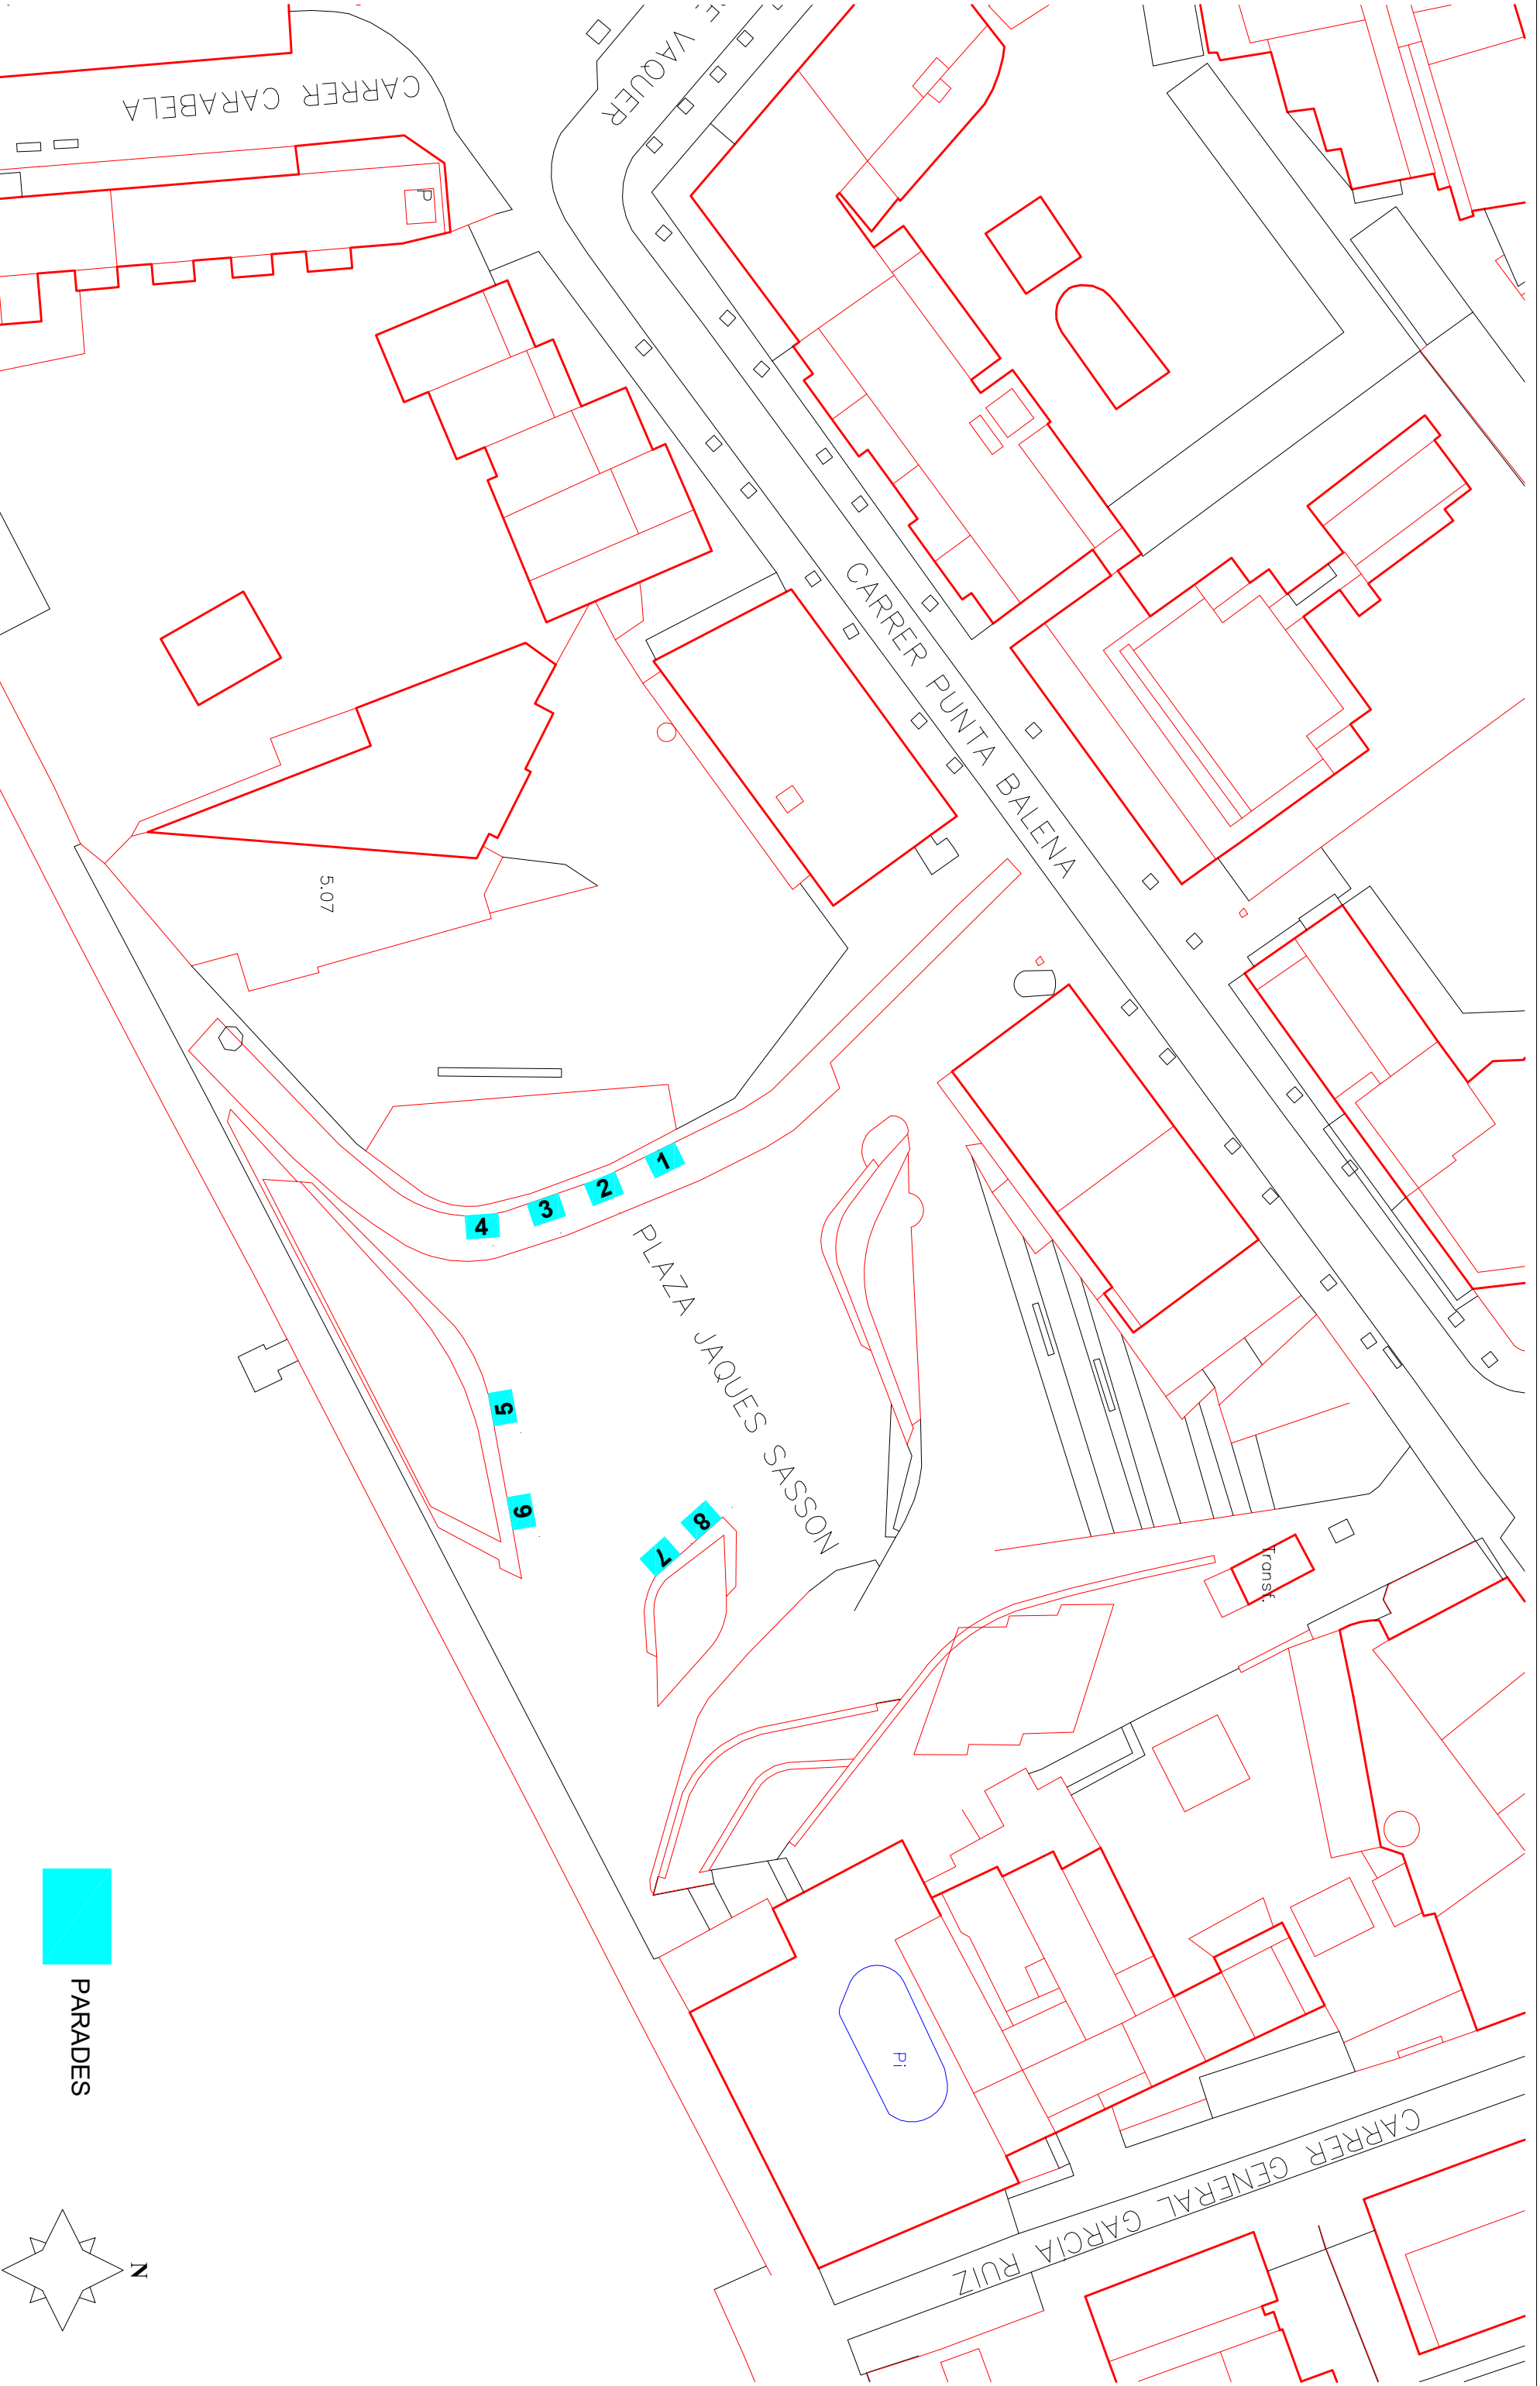 CARRER CARABELA
VAQUER
P
CARRER PUNTA BALENA
5.07
1
2
3
4
PLAZA JAQUES SASSON
5
6
7
8
Transf.
Pi
CARRER GENERAL GARCIA RUIZ
PARADES
N